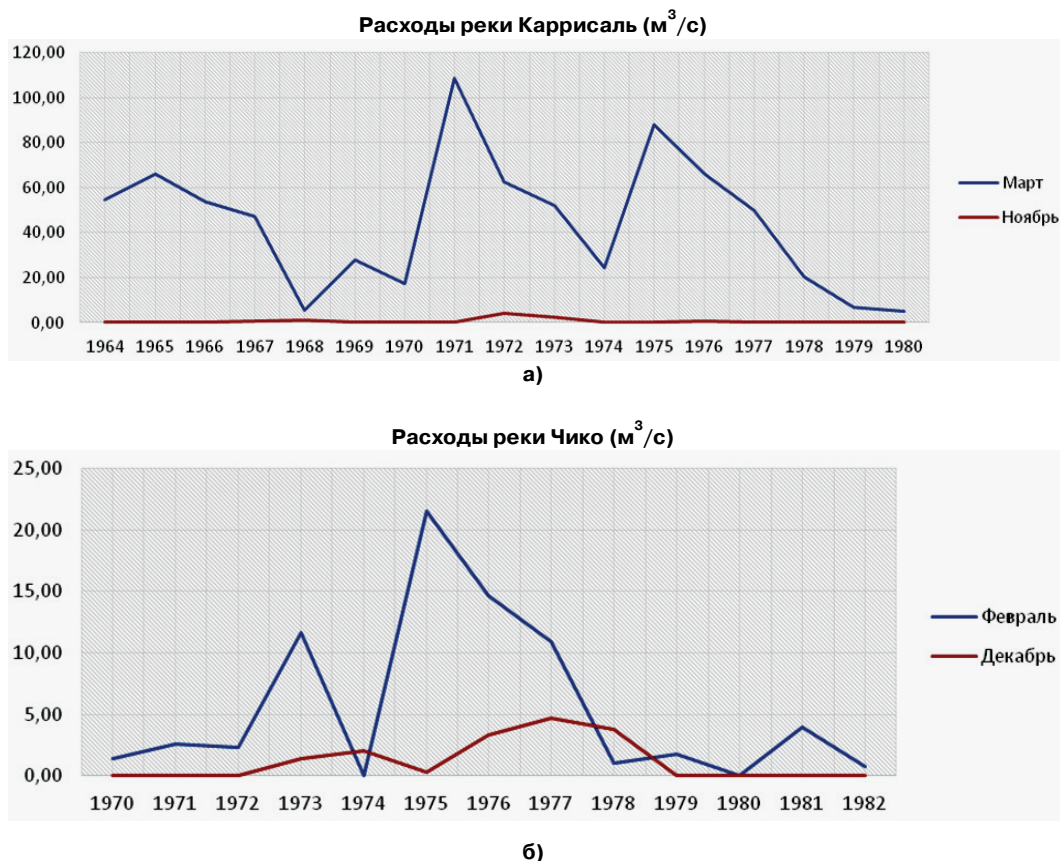 Расходы реки Каррисаль (м³/с)
120,00
100,00
80,00
60,00
40,00
20,00
0,00
1964 1965 1966 1967 1968 1969 1970 1971 1972 1973 1974 1975 1976 1977 1978 1979 1980
Март
Ноябрь
а)
Расходы реки Чико (м³/с)
25,00
20,00
15,00
10,00
5,00
0,00
1970 1971 1972 1973 1974 1975 1976 1977 1978 1979 1980 1981 1982
Февраль
Декабрь
б)